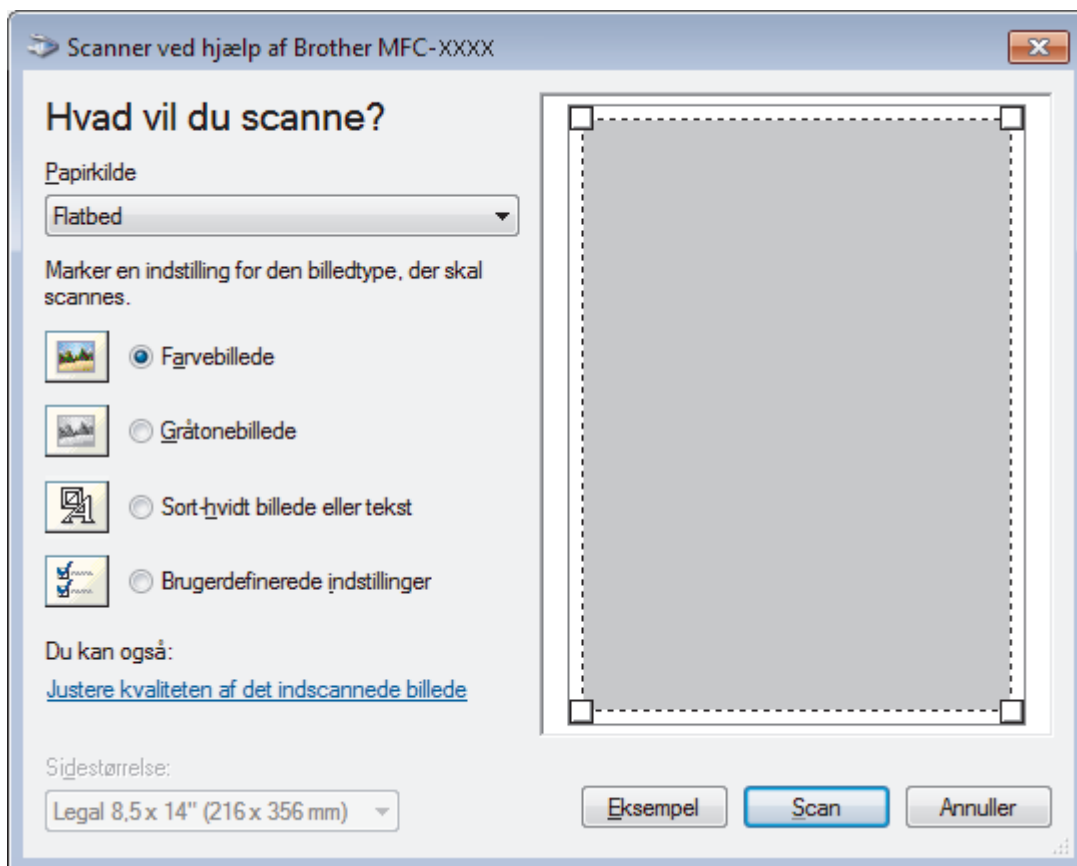 Scanner ved hjælp af Brother MFC-XXXX
Hvad vil du scanne?
Papirkilde
Flatbed
Marker en indstilling for den billedtype, der skal
scannes.
Farvebillede
Gråtonebillede
Sort-hvidt billede eller tekst
Brugerdefinerede indstillinger
Du kan også:
Justere kvaliteten af det indscannede billede
Sidestørrelse:
Legal 8,5 x 14" (216 x 356 mm)
Eksempel
Scan
Annuller